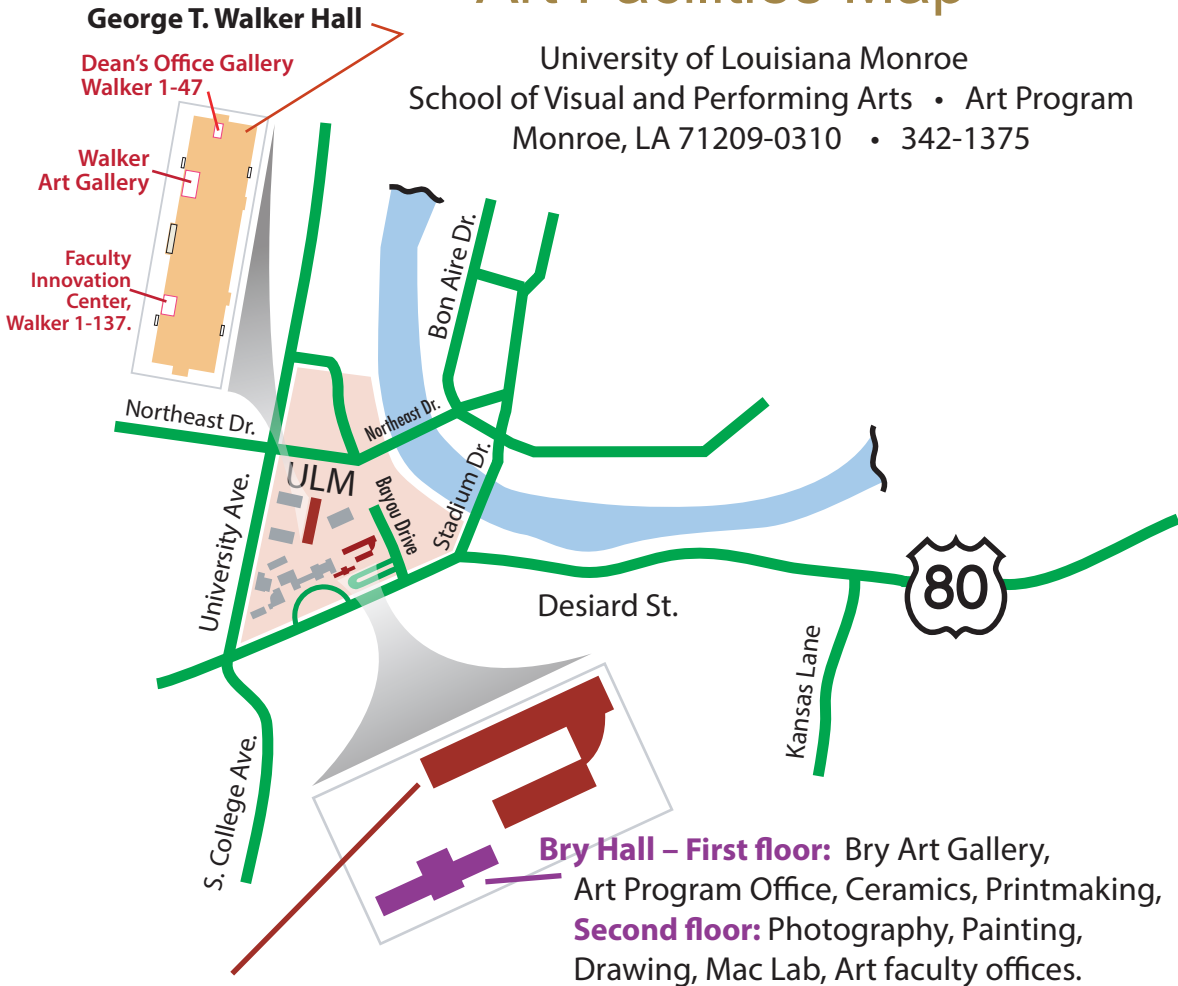 Art Facilities Map
George T. Walker Hall
University of Louisiana Monroe
School of Visual and Performing Arts • Art Program
Monroe, LA 71209-0310 • 342-1375
Dean's Office Gallery
Walker 1-47
Walker
Art Gallery
Faculty
Innovation
Center,
Walker 1-137.
Bon Aire Dr.
Northeast Dr.
Northeast Dr.
ULM
Bayou Drive
Stadium Dr.
University Ave.
Desiard St.
80
Kansas Lane
S. College Ave.
Bry Hall – First floor: Bry Art Gallery,
Art Program Office, Ceramics, Printmaking,
Second floor: Photography, Painting,
Drawing, Mac Lab, Art faculty offices.